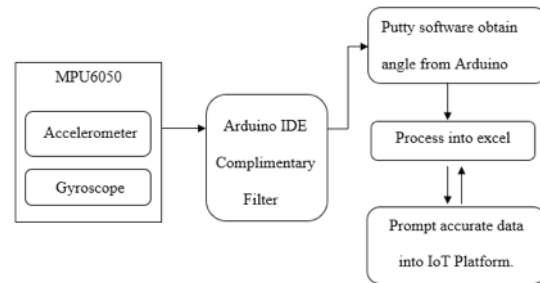 MPU6050
Accelerometer
Gyroscope
Arduino IDE
Complimentary
Filter
Putty software obtain
angle from Arduino
Process into excel
Prompt accurate data
into IoT Platform.